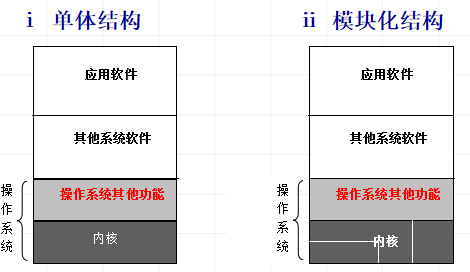 ⅰ 单体结构
应用软件
其他系统软件
操作系统其他功能
内核
操作系统
ⅱ 模块化结构
应用软件
其他系统软件
操作系统其他功能
内核
操作系统